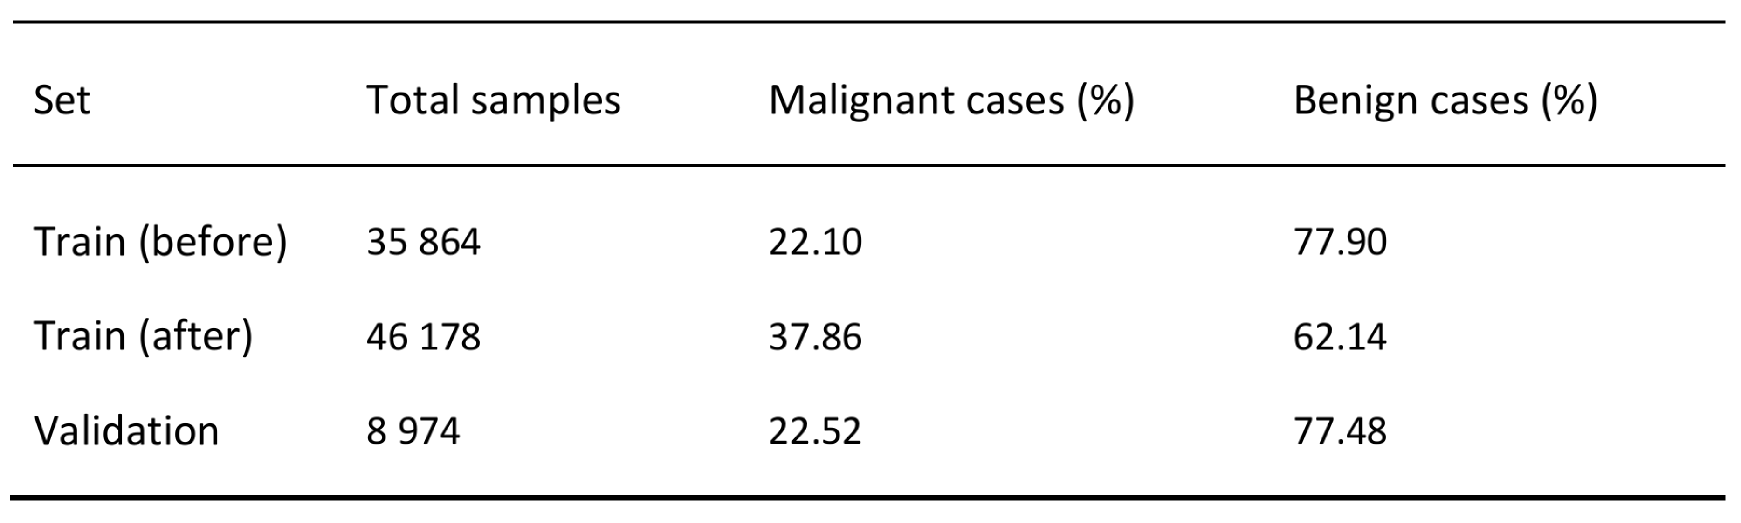 Set Total samples Malignant cases (%) Benign cases (%)
Train (before) 35 864 22.10 77.90
Train (after) 46 178 37.86 62.14
Validation 8 974 22.52 77.48